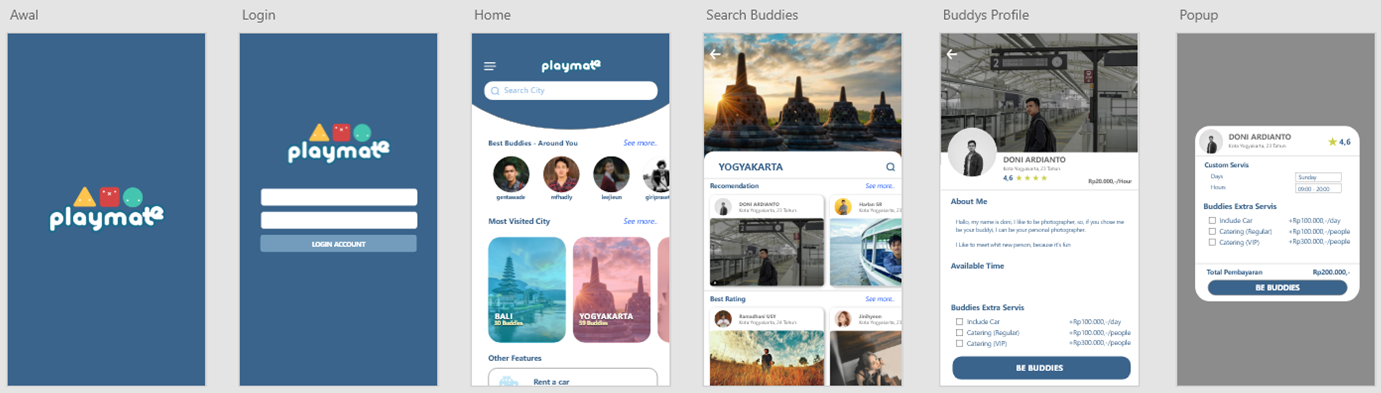 Awal
playmate
Login
playmate
LOGIN ACCOUNT
Home
playmate
Search City
Best Buddies - Around You
See more..
gentawade
mfhadly
leejieun
giriprase
Most Visited City
See more..
BALI
30 Buddies
YOGYAKARTA
59 Buddies
Other Features
Rent a car
Search Buddies
YOGYAKARTA
Recomendation
See more..
DONI ARDIANTO
Kota Yogyakarta, 23 Tahun
Harfan SR
Kota Yogyakarta, 23
Best Rating
See more..
Ramadhani UGY
Kota Yogyakarta, 24 Tahun
Jinhyeon
Kota Yogyakarta, 23
Buddys Profile
2
DONI ARDIANTO
Kota Yogyakarta, 23 Tahun
4,6
Rp20.000,-/Hour
About Me
Hello, my name is doni, I like to be photographer, so, if you chose me
be your buddys, I can be your personal photographer.
I Like to meet whit new person, because it's fun
Available Time
Buddies Extra Servis
Include Car +Rp100.000,-/day
Catering (Regular) +Rp100.000,-/people
Catering (VIP) +Rp300.000,-/people
BE BUDDIES
Popup
DONI ARDIANTO
Kota Yogyakarta, 23 Tahun
4,6
Custom Servis
Days Sunday
Hours 09:00 - 20:00
Buddies Extra Servis
Include Car +Rp100.000,-/day
Catering (Regular) +Rp100.000,-/people
Catering (VIP) +Rp300.000,-/people
Total Pembayaran Rp200.000,-
BE BUDDIES